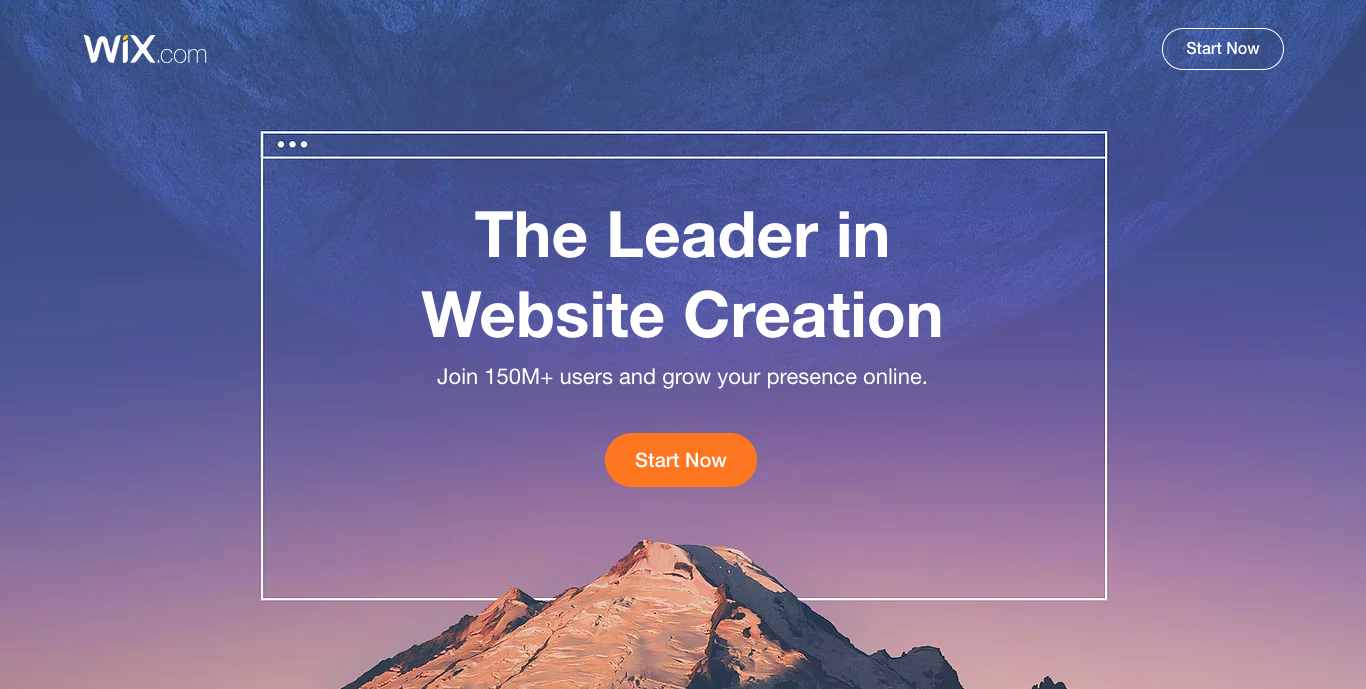 WiX.com
Start Now
The Leader in
Website Creation
Join 150M+ users and grow your presence online.
Start Now